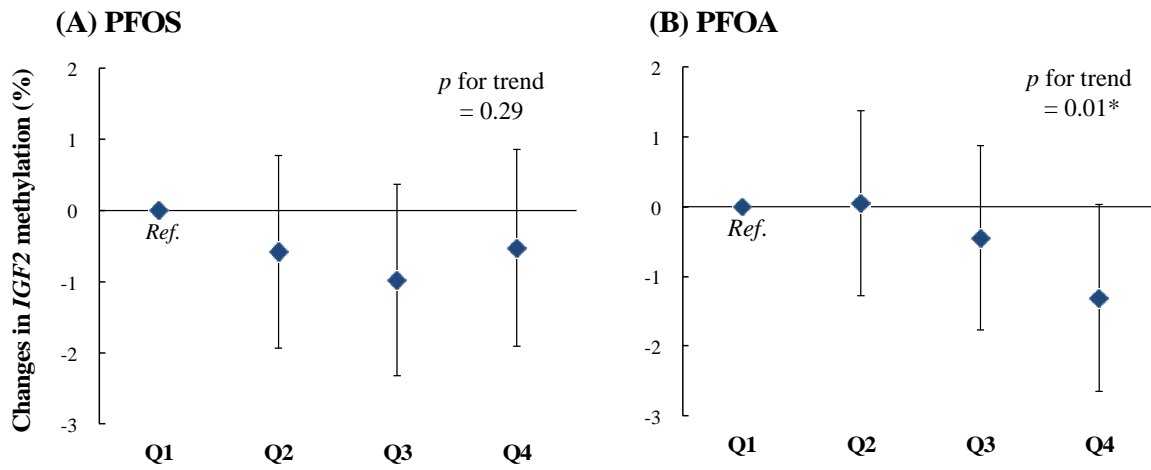 (A) PFOS
Changes in IGF2 methylation (%)
2
1
0
-1
-2
-3
p for trend
= 0.29
Ref.
Q1 Q2 Q3 Q4
(B) PFOA
2
1
0
-1
-2
-3
p for trend
= 0.01*
Ref.
Q1 Q2 Q3 Q4